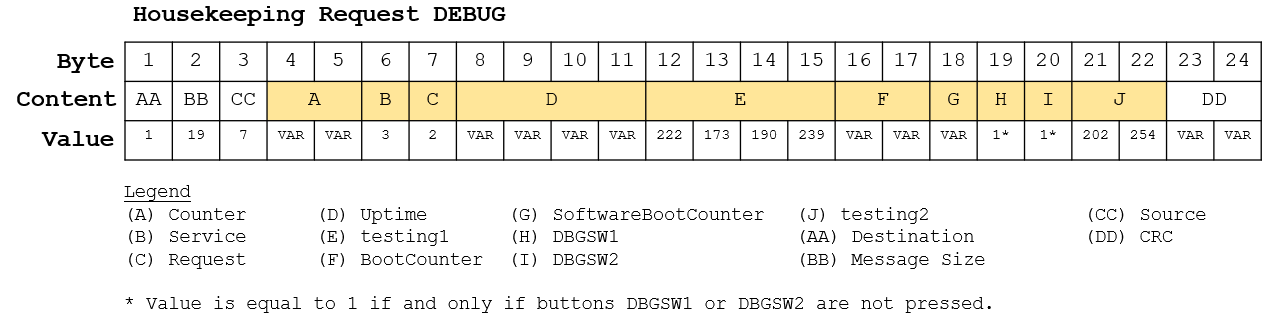 Housekeeping Request DEBUG
Byte 1 2 3 4 5 6 7 8 9 10 11 12 13 14 15 16 17 18 19 20 21 22 23 24
Content AA BB CC A B C D E F G H I J DD
Value 1 19 7 VAR VAR 3 2 VAR VAR VAR VAR 222 173 190 239 VAR VAR VAR 1* 1* 202 254 VAR VAR
Legend
(A) Counter (D) Uptime (G) SoftwareBootCounter (J) testing2 (CC) Source
(B) Service (E) testing1 (H) DBGSW1 (AA) Destination (DD) CRC
(C) Request (F) BootCounter (I) DBGSW2 (BB) Message Size
* Value is equal to 1 if and only if buttons DBGSW1 or DBGSW2 are not pressed.